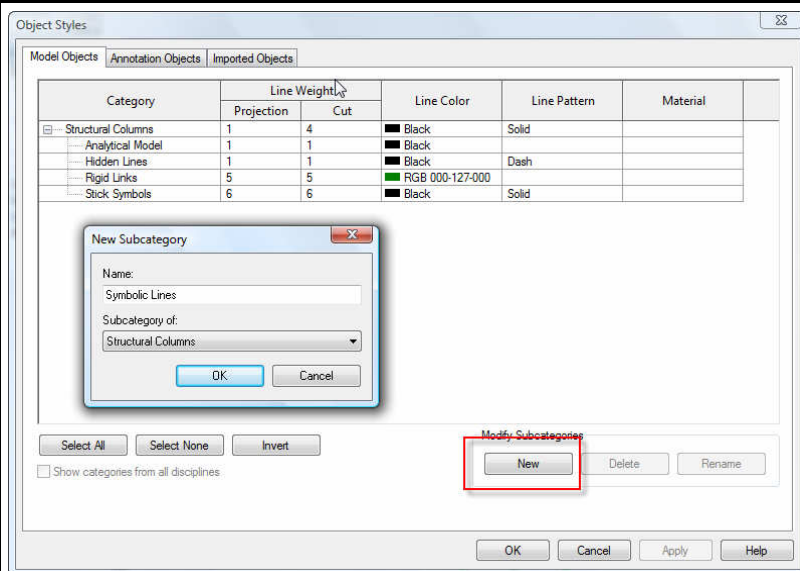 Object Styles
Model Objects Annotation Objects Imported Objects
Category Line Weight Line Color Line Pattern Material
Projection Cut
Structural Columns 1 4 Black Solid
Analytical Model 1 1 Black
Hidden Lines 1 1 Black Dash
Rigid Links 5 5 RGB 000-127-000
Stick Symbols 6 6 Black Solid
New Subcategory
Name:
Symbolic Lines
Subcategory of:
Structural Columns
OK Cancel
Modify Subcategories
Select All Select None Invert New Delete Rename
Show categories from all disciplines
OK Cancel Apply Help